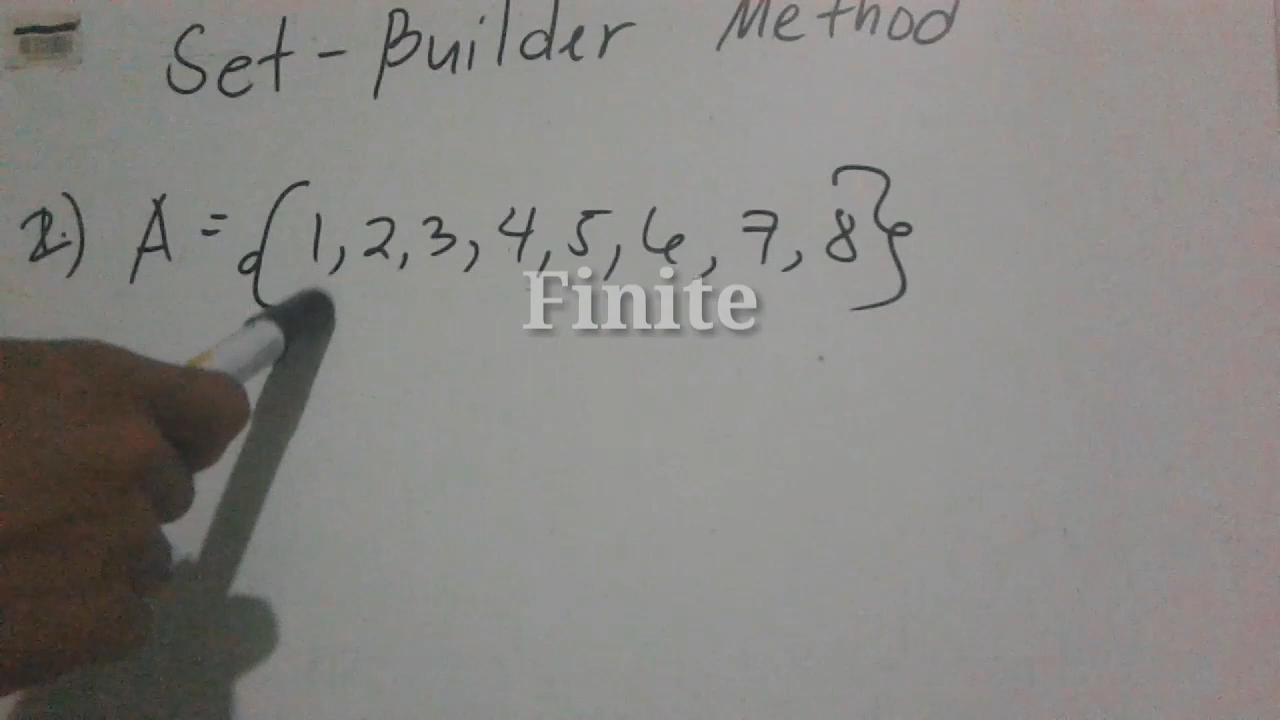 Set-Builder Method
2.) A = {1, 2, 3, 4, 5, 6, 7, 8}
Finite